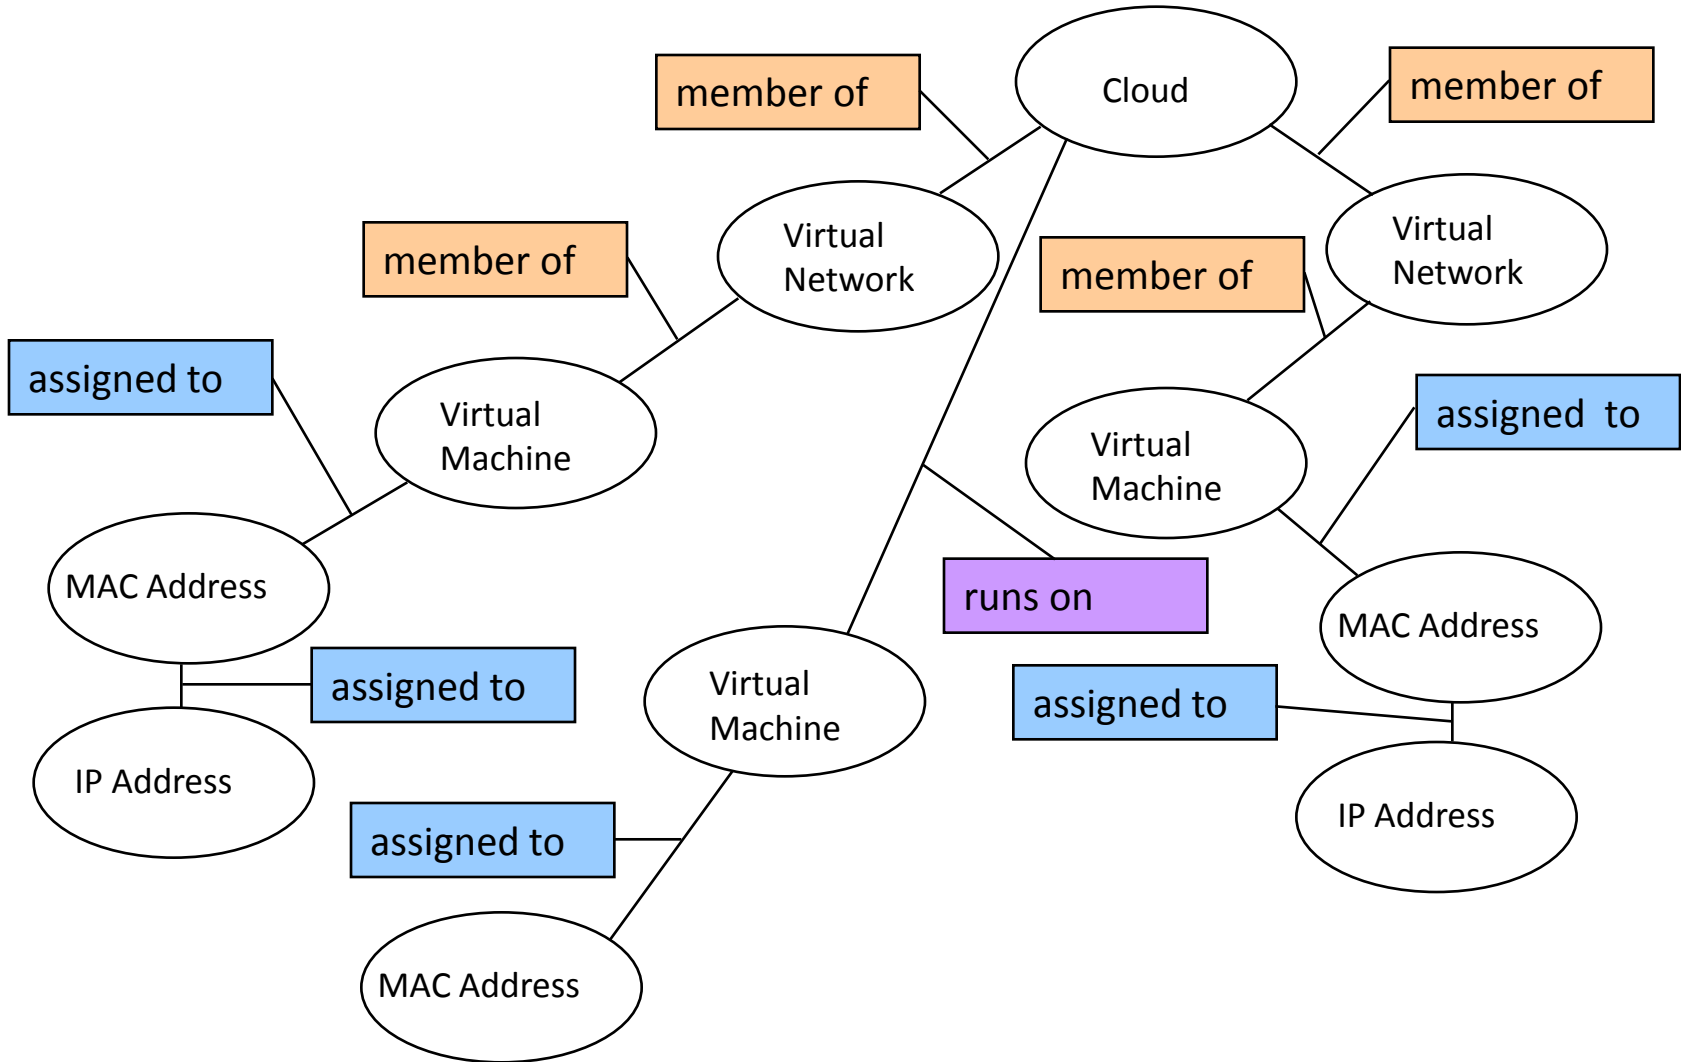 Cloud
member of
member of
Virtual
Network
Virtual
Network
member of
member of
assigned to
Virtual
Machine
Virtual
Machine
assigned  to
MAC Address
runs on
MAC Address
assigned to
Virtual
Machine
assigned to
IP Address
IP Address
assigned to
MAC Address